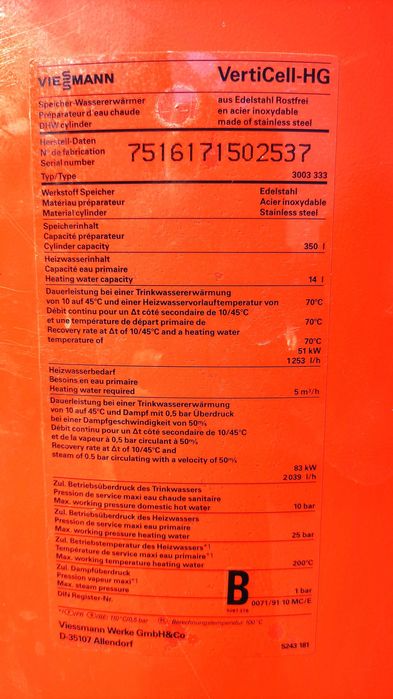 VIESSMANN VertiCell-HG
Speicher-Wassererwärmer aus Edelstahl Rostfrei
Préparateur d'eau chaude en acier inoxydable
DHW cylinder made of stainless steel
Herstell-Daten
N° de fabrication
Serial number 7516171502537
Typ/Type 3003 333
Werkstoff Speicher Edelstahl
Matériau préparateur Acier inoxydable
Material cylinder Stainless steel
Speicherinhalt
Capacité préparateur
Cylinder capacity 350 l
Heizwasserinhalt
Capacité eau primaire
Heating water capacity 14 l
Dauerleistung bei einer Trinkwassererwärmung
von 10 auf 45°C und einer Heizwasservorlauftemperatur von 70°C
Débit continu pour un Δt côté secondaire de 10/45°C
et une température de départ primaire de 70°C
Recovery rate at Δt of 10/45°C and a heating water
temperature of 70°C
51 kW
1253 l/h
Heizwasserbedarf
Besoins en eau primaire
Heating water required 5 m³/h
Dauerleistung bei einer Trinkwassererwärmung
von 10 auf 45°C und Dampf mit 0,5 bar Überdruck
bei einer Dampfgeschwindigkeit von 50m/s
Débit continu pour un Δt côté secondaire de 10/45°C
et de la vapeur à 0,5 bar circulant à 50m/s
Recovery rate at Δt of 10/45°C and
steam of 0.5 bar circulating with a velocity of 50m/s
83 kW
2039 l/h
Zul. Betriebsüberdruck des Trinkwassers
Pression de service maxi eau chaude sanitaire
Max. working pressure domestic hot water 10 bar
Zul. Betriebsüberdruck des Heizwassers
Pression de service maxi eau primaire
Max. working pressure heating water 25 bar
Zul. Betriebstemperatur des Heizwassers*)
Température de service maxi eau primaire*)
Max. working temperature heating water 200°C
Zul. Dampfüberdruck
Pression vapeur maxi*)
Max. steam pressure 1 bar
DIN Register-Nr. B 0071/91 10 MC/E
Berechnungstemperatur 100°C
Viessmann Werke GmbH&Co
D-35107 Allendorf 5243 181